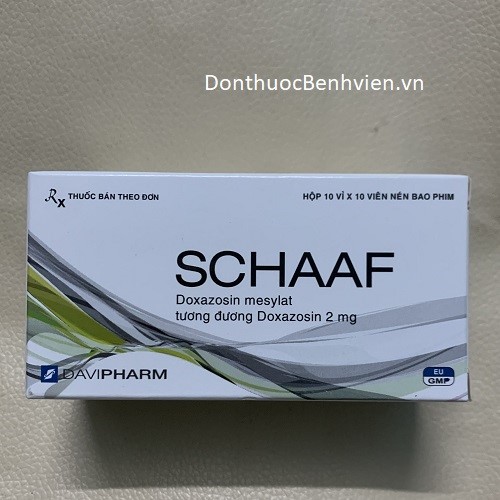 DonthuocBenhvien.vn
Rx THUỐC BÁN THEO ĐƠN
HỘP 10 VỈ X 10 VIÊN NÉN BAO PHIM
SCHAAF
Doxazosin mesylat
tương đương Doxazosin 2 mg
DAVIPHARM
EU
GMP